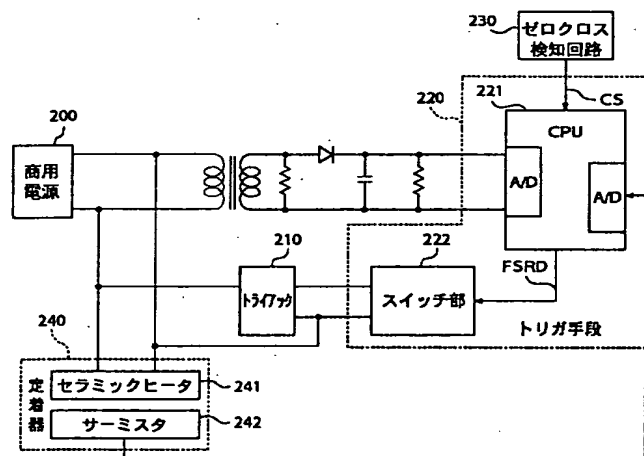 230
ゼロクロス
検知回路
CS
220
221
CPU
200
商用
電源
A/D
A/D
210
222
FSRD
トライアック
スイッチ部
トリガ手段
240
定着器
セラミックヒータ
241
サーミスタ
242